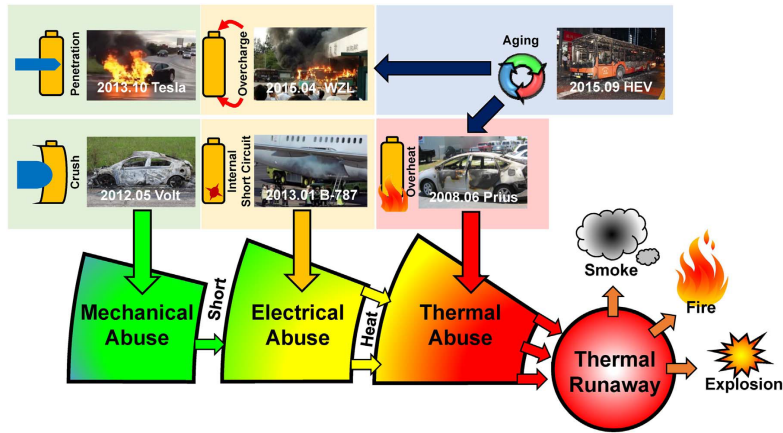 Penetration
2013.10 Tesla
Overcharge
2015.04 WZL
Aging
2015.09 HEV
Crush
2012.05 Volt
Internal
Short Circuit
2013.01 B-787
Overheat
2008.06 Prius
Mechanical
Abuse
Short
Electrical
Abuse
Heat
Thermal
Abuse
Thermal
Runaway
Smoke
Fire
Explosion